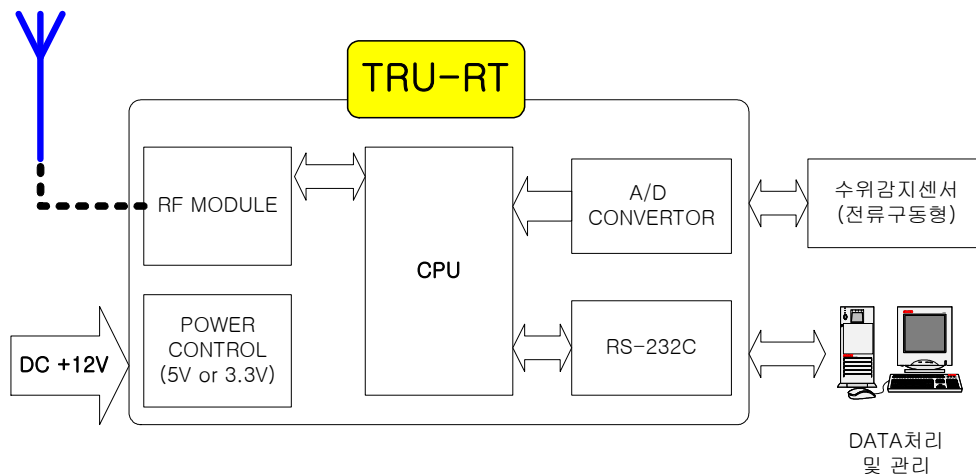 TRU-RT
RF MODULE
A/D
CONVERTOR
수위감지센서
(전류구동형)
CPU
DC +12V
POWER
CONTROL
(5V or 3.3V)
RS-232C
DATA처리
및 관리